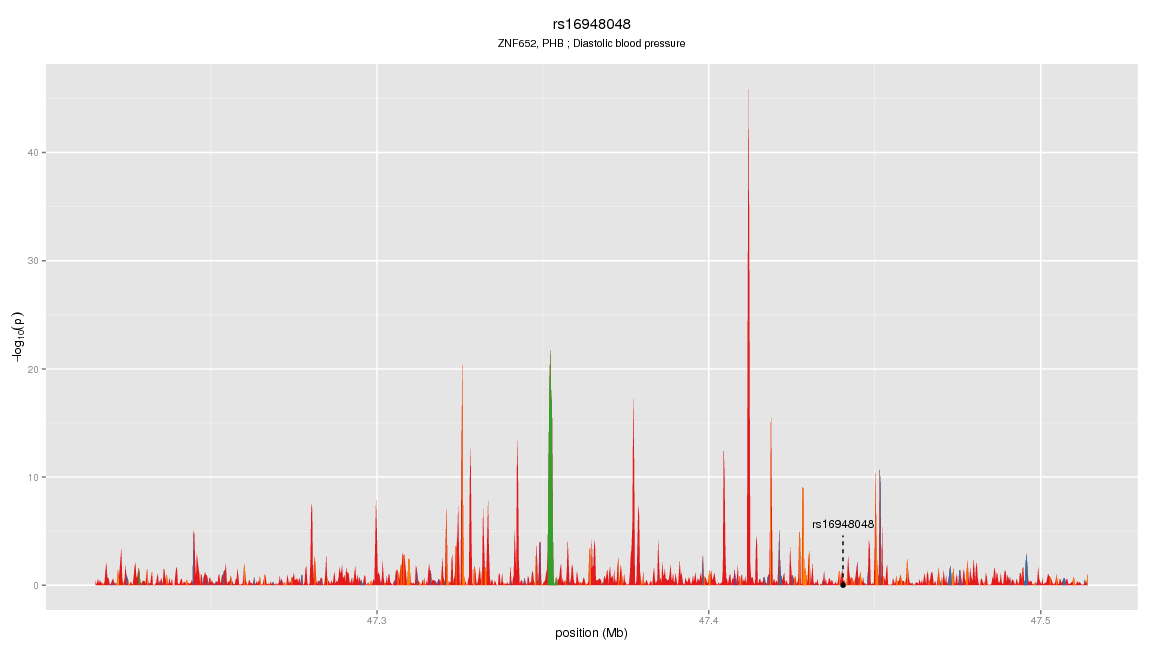 rs16948048
ZNF652, PHB ; Diastolic blood pressure
−log10(p)
40
30
20
10
0
rs16948048
47.3
47.4
47.5
position (Mb)